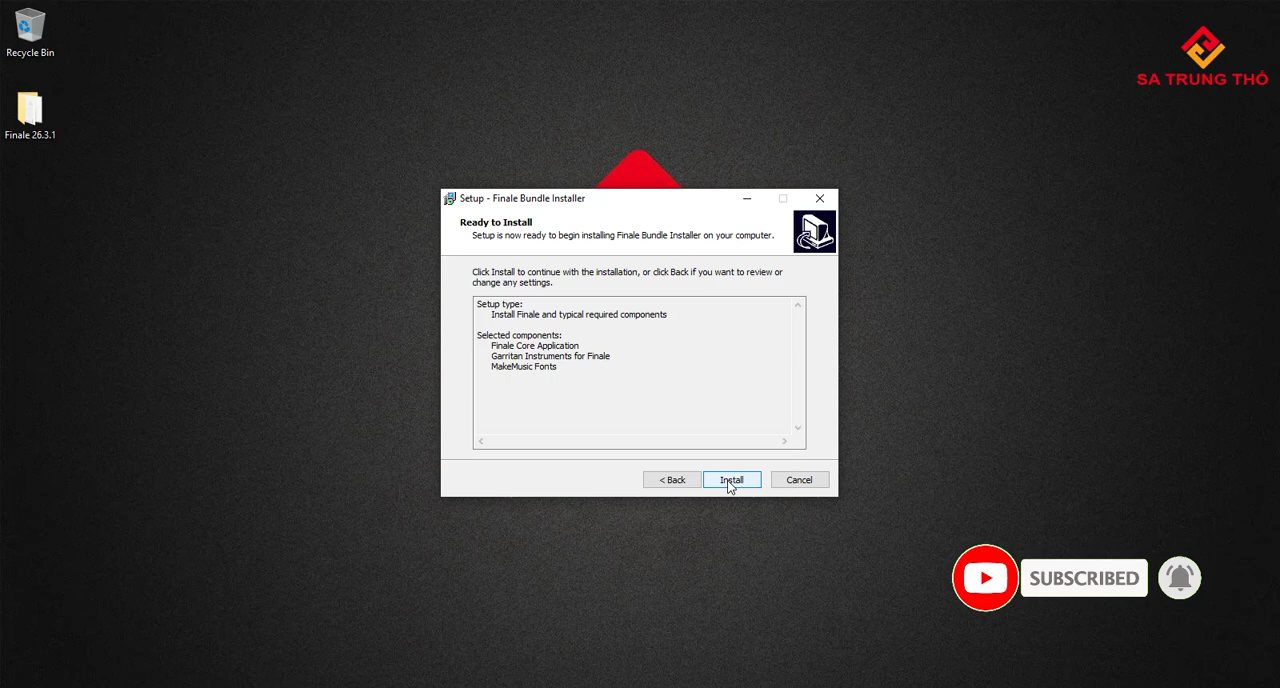 Recycle Bin
Finale 26.3.1
SA TRUNG THỔ
Setup - Finale Bundle Installer
Ready to Install
Setup is now ready to begin installing Finale Bundle Installer on your computer.
Click Install to continue with the installation, or click Back if you want to review or
change any settings.
Setup type:
Install Finale and typical required components
Selected components:
Finale Core Application
Garritan Instruments for Finale
MakeMusic Fonts
< Back
Install
Cancel
SUBSCRIBED